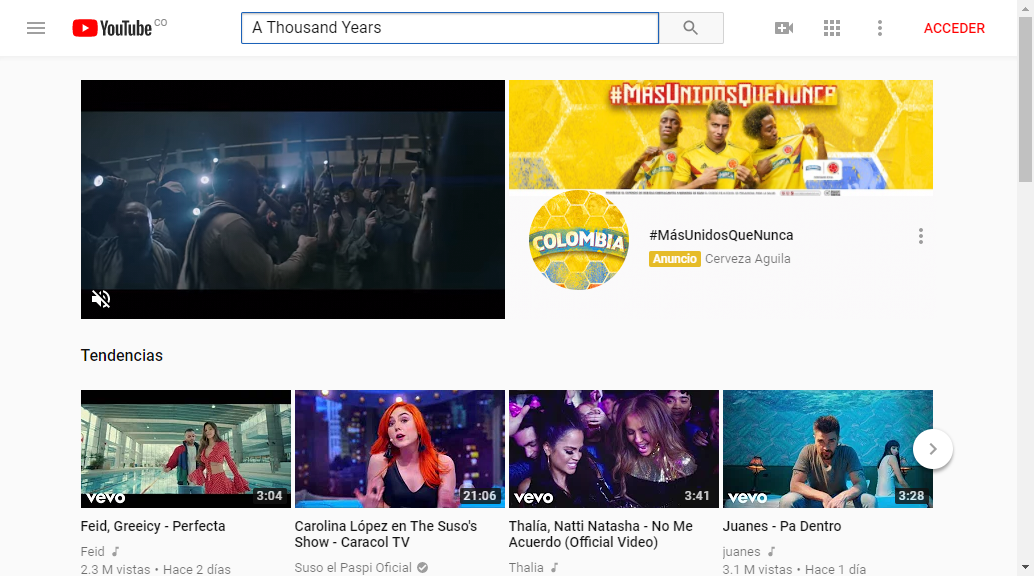 YouTube CO
A Thousand Years
ACCEDER
#MÁSUNIDOSQUENUNCA
COLOMBIA
#MásUnidosQueNunca
Anuncio Cerveza Aguila
Tendencias
vevo 3:04
21:06
vevo 3:41
vevo 3:28
Feid, Greeicy - Perfecta
Feid
2.3 M vistas • Hace 2 días
Carolina López en The Suso's
Show - Caracol TV
Suso el Paspi Oficial
Thalía, Natti Natasha - No Me
Acuerdo (Official Video)
Thalia
Juanes - Pa Dentro
juanes
3.1 M vistas • Hace 1 día